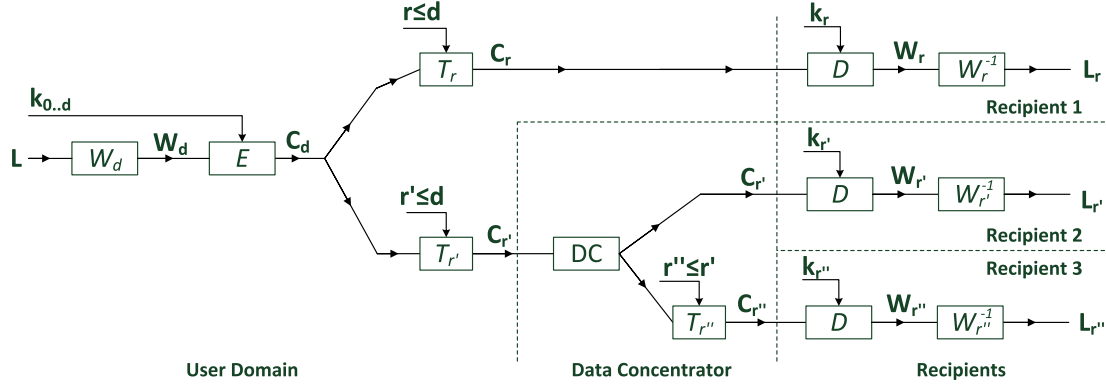 r≤d
k_r
T_r
C_r
D
W_r
W_r^-1
L_r
Recipient 1
k_0..d
L
W_d
W_d
E
C_d
k_r'
C_r'
D
W_r'
W_r'^-1
L_r'
Recipient 2
r'≤d
T_r'
C_r'
DC
Recipient 3
r''≤r'
k_r''
T_r''
C_r''
D
W_r''
W_r''^-1
L_r''
User Domain
Data Concentrator
Recipients